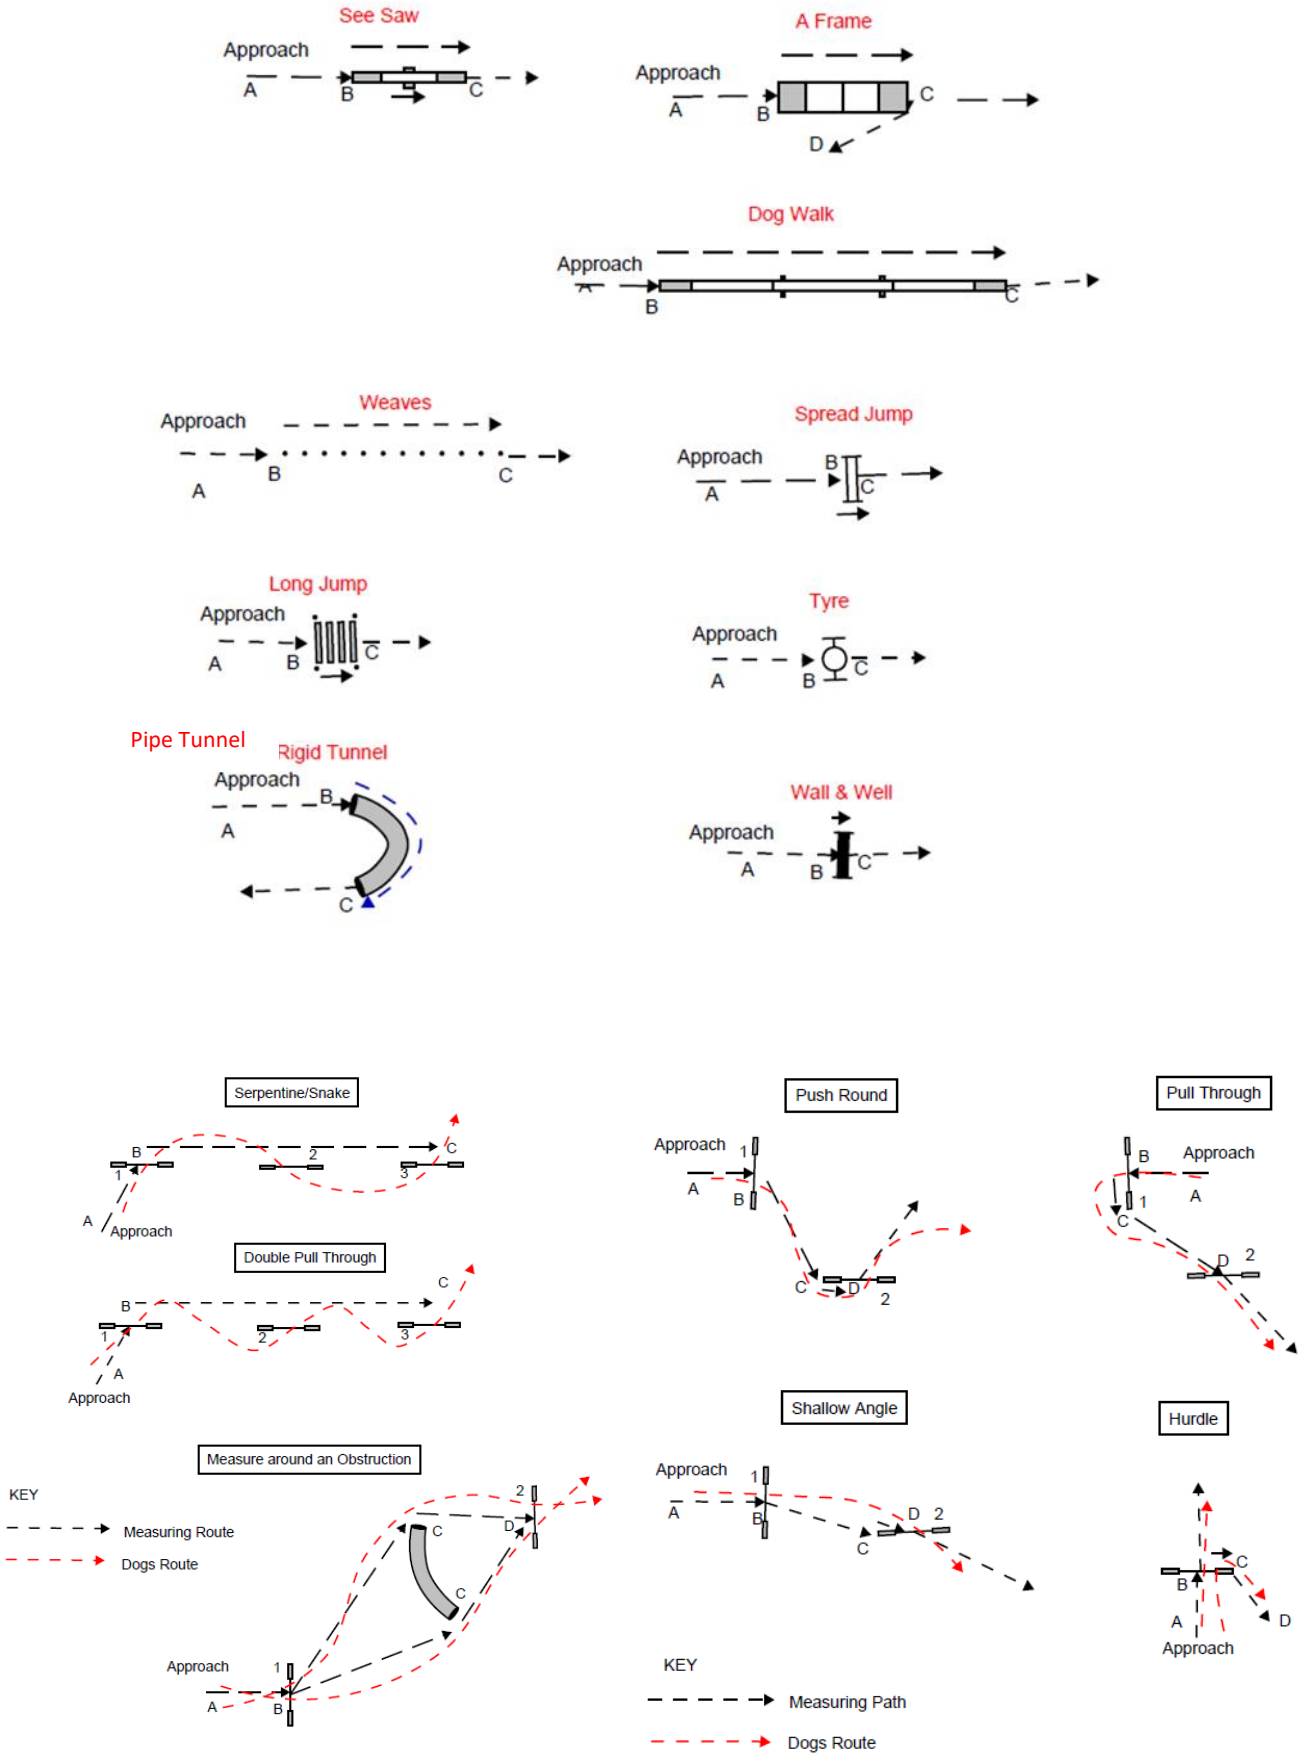 See Saw
Approach
A
B
C
A Frame
Approach
A
B
C
D
Dog Walk
Approach
A
B
C
Weaves
Approach
A
B
C
Spread Jump
Approach
A
B
C
Long Jump
Approach
A
B
C
Tyre
Approach
A
B
C
Pipe Tunnel
Rigid Tunnel
Approach
A
B
C
Wall & Well
Approach
A
B
C
Serpentine/Snake
B
1
2
3
C
A
Approach
Double Pull Through
B
C
1
2
3
A
Approach
Push Round
Approach
1
A
B
C
D
2
Pull Through
B
Approach
1
A
C
D
2
Measure around an Obstruction
KEY
Measuring Route
Dogs Route
2
C
D
C
Approach
1
A
B
Shallow Angle
Approach
1
A
B
C
D
2
Hurdle
C
B
A
D
Approach
KEY
Measuring Path
Dogs Route